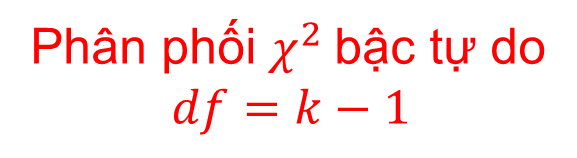 Phân phối χ² bậc tự do
df = k − 1